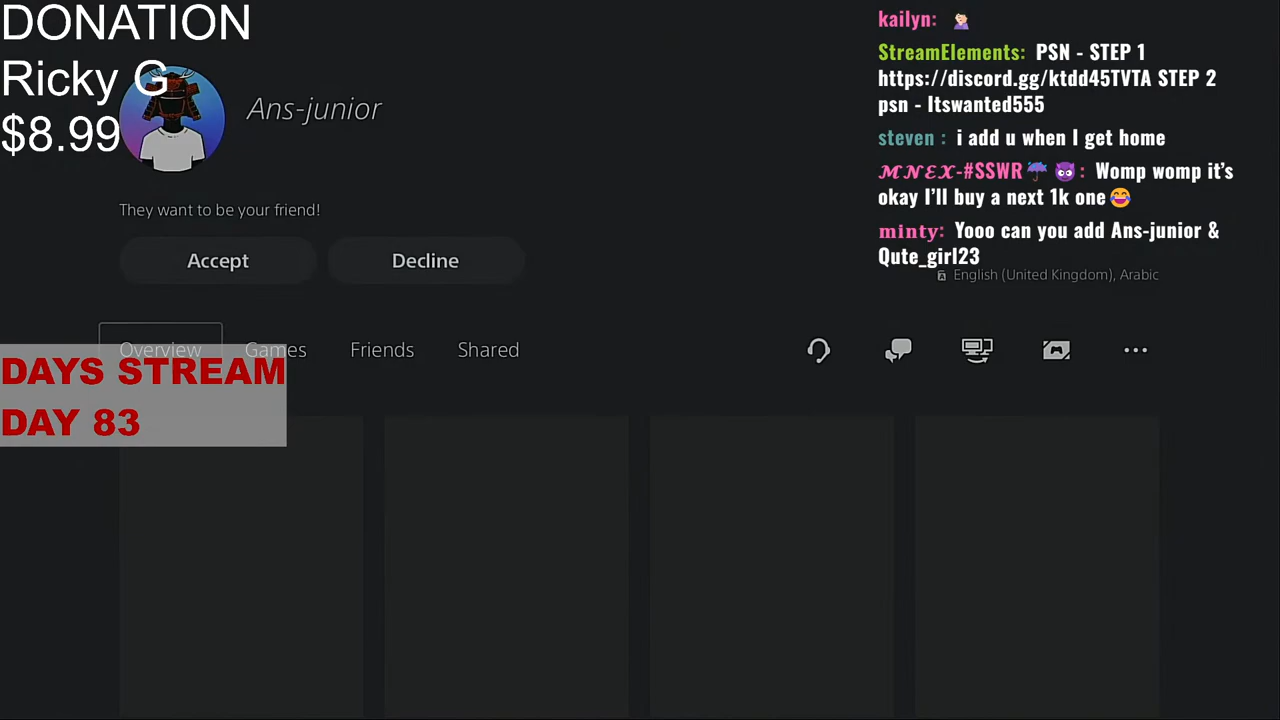 DONATION
Ricky G
$8.99
Ans-junior
They want to be your friend!
Accept
Decline
kailyn: 🤦🏻
StreamElements: PSN - STEP 1
https://discord.gg/ktdd45TVTA STEP 2
psn - Itswanted555
steven : i add u when I get home
𝓜𝓝𝓔𝓧-#SSWR☔ 😈: Womp womp it's
okay I'll buy a next 1k one😂
minty: Yooo can you add Ans-junior &
Qute_girl23
English (United Kingdom), Arabic
Overview
Games
Friends
Shared
DAYS STREAM
DAY 83